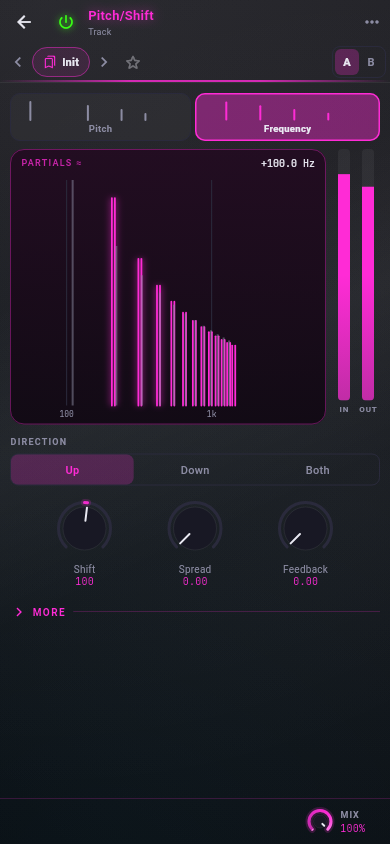 Pitch/Shift
Track
Init
A B
Pitch
Frequency
PARTIALS ≈
+100.0 Hz
100
1k
IN OUT
DIRECTION
Up
Down
Both
Shift
100
Spread
0.00
Feedback
0.00
MORE
MIX
100%